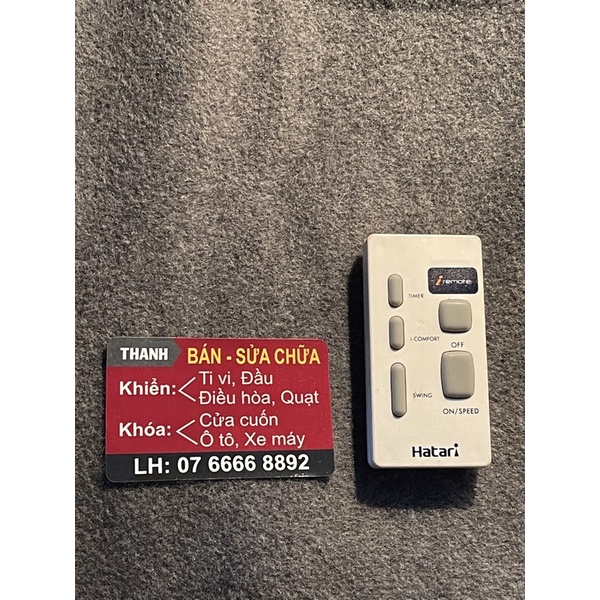 THANH
BÁN - SỬA CHỮA
Khiển:
Ti vi, Đầu
Điều hòa, Quạt
Khóa:
Cửa cuốn
Ô tô, Xe máy
LH: 07 6666 8892
i remote
TIMER
i-COMFORT
OFF
SWING
ON/SPEED
Hatari